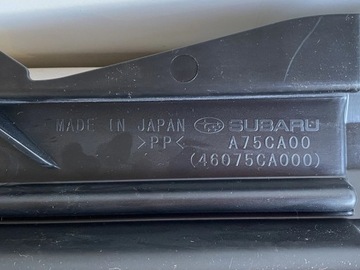 MADE IN JAPAN SUBARU
>PP< A75CA00
(46075CA000)